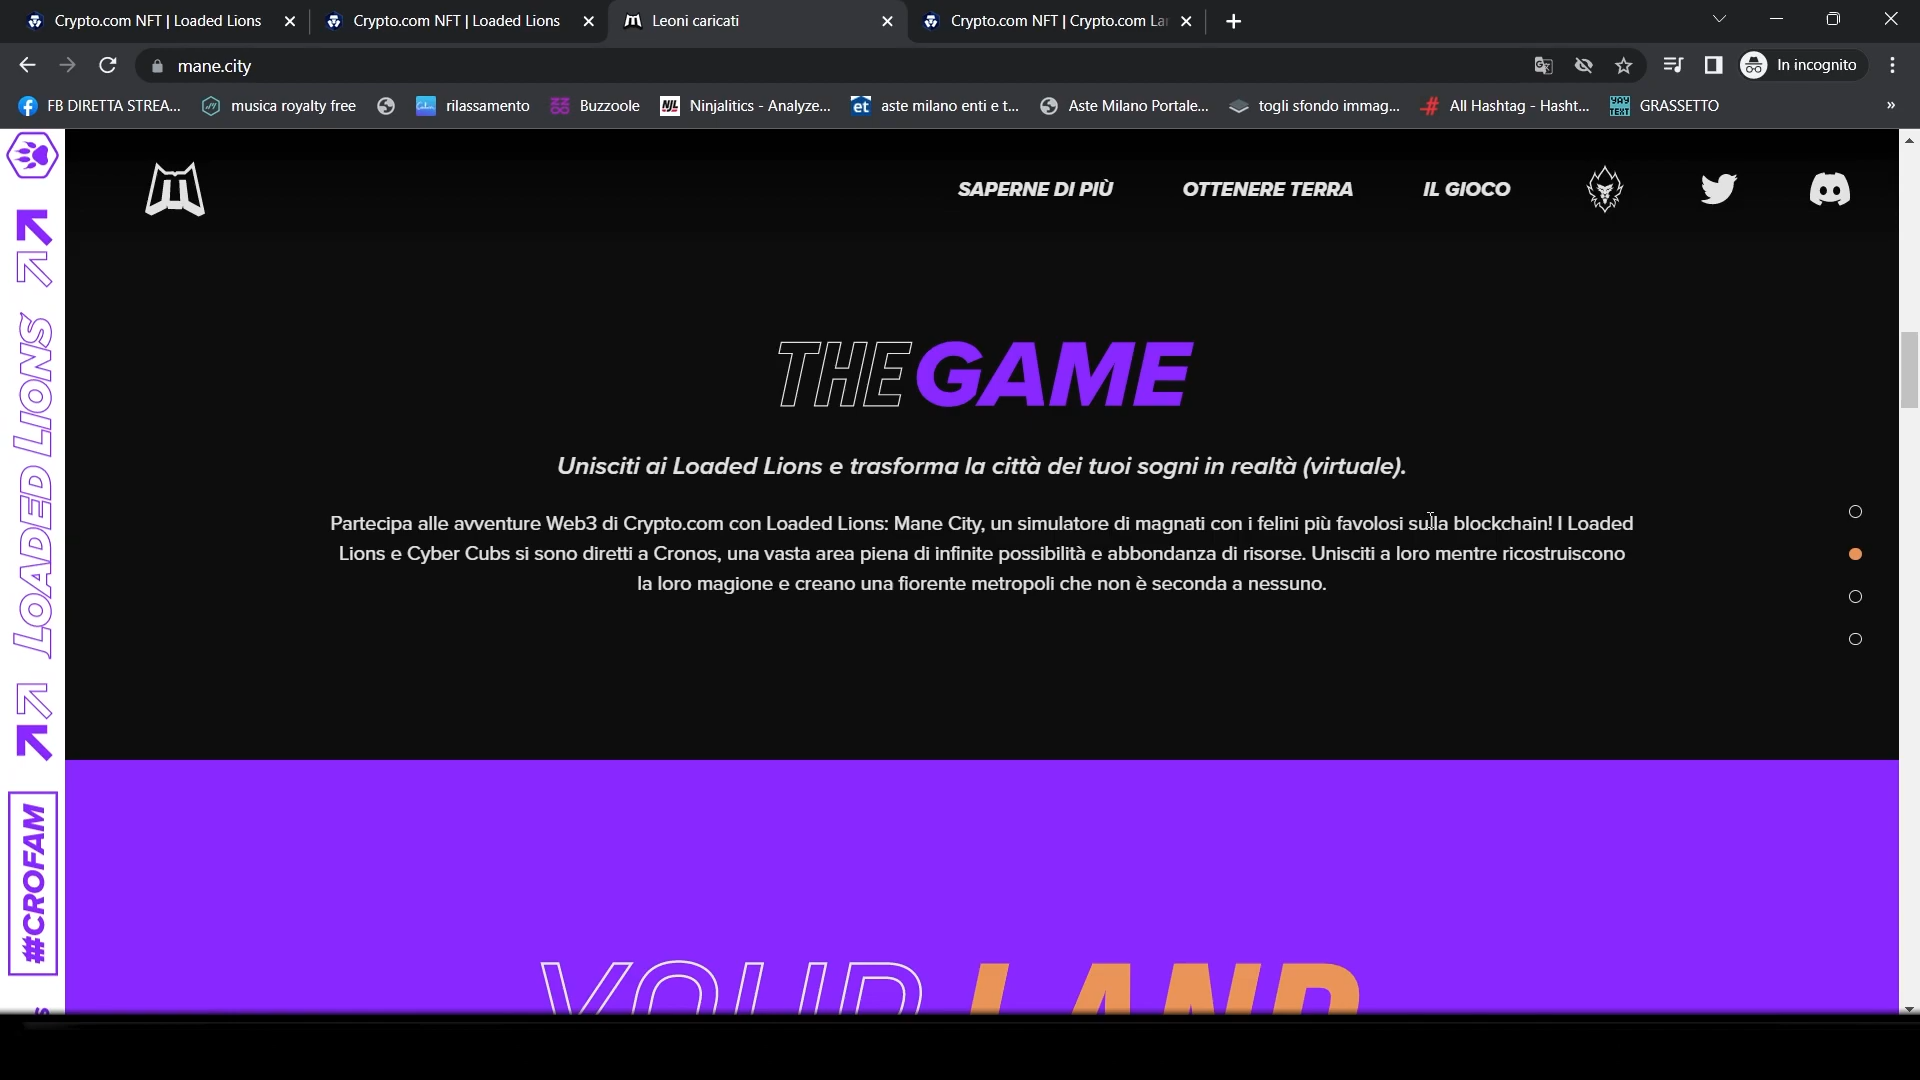 Crypto.com NFT | Loaded Lions
Crypto.com NFT | Loaded Lions
Leoni caricati
Crypto.com NFT | Crypto.com Lar
mane.city
In incognito
FB DIRETTA STREA...
musica royalty free
rilassamento
Buzzoole
Ninjalitics - Analyze...
aste milano enti e t...
Aste Milano Portale...
togli sfondo immag...
All Hashtag - Hasht...
GRASSETTO
SAPERNE DI PIÙ
OTTENERE TERRA
IL GIOCO
LOADED LIONS
#CROFAM
THE GAME
Unisciti ai Loaded Lions e trasforma la città dei tuoi sogni in realtà (virtuale).
Partecipa alle avventure Web3 di Crypto.com con Loaded Lions: Mane City, un simulatore di magnati con i felini più favolosi sulla blockchain! I Loaded
Lions e Cyber Cubs si sono diretti a Cronos, una vasta area piena di infinite possibilità e abbondanza di risorse. Unisciti a loro mentre ricostruiscono
la loro magione e creano una fiorente metropoli che non è seconda a nessuno.
YOUR LAND